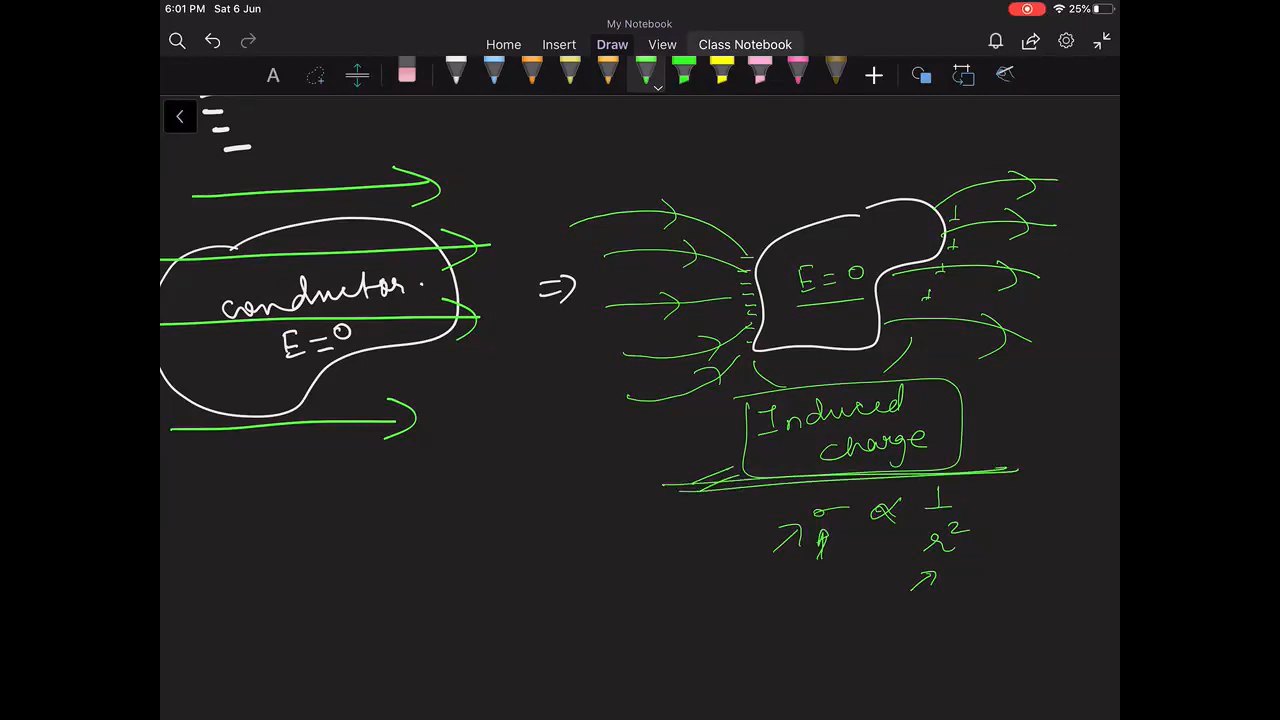 6:01 PM Sat 6 Jun
25%
My Notebook
Home Insert Draw View Class Notebook
A
conductor.
E=0
⇒
E = 0
Induced
charge
σ ∝ 1
r²